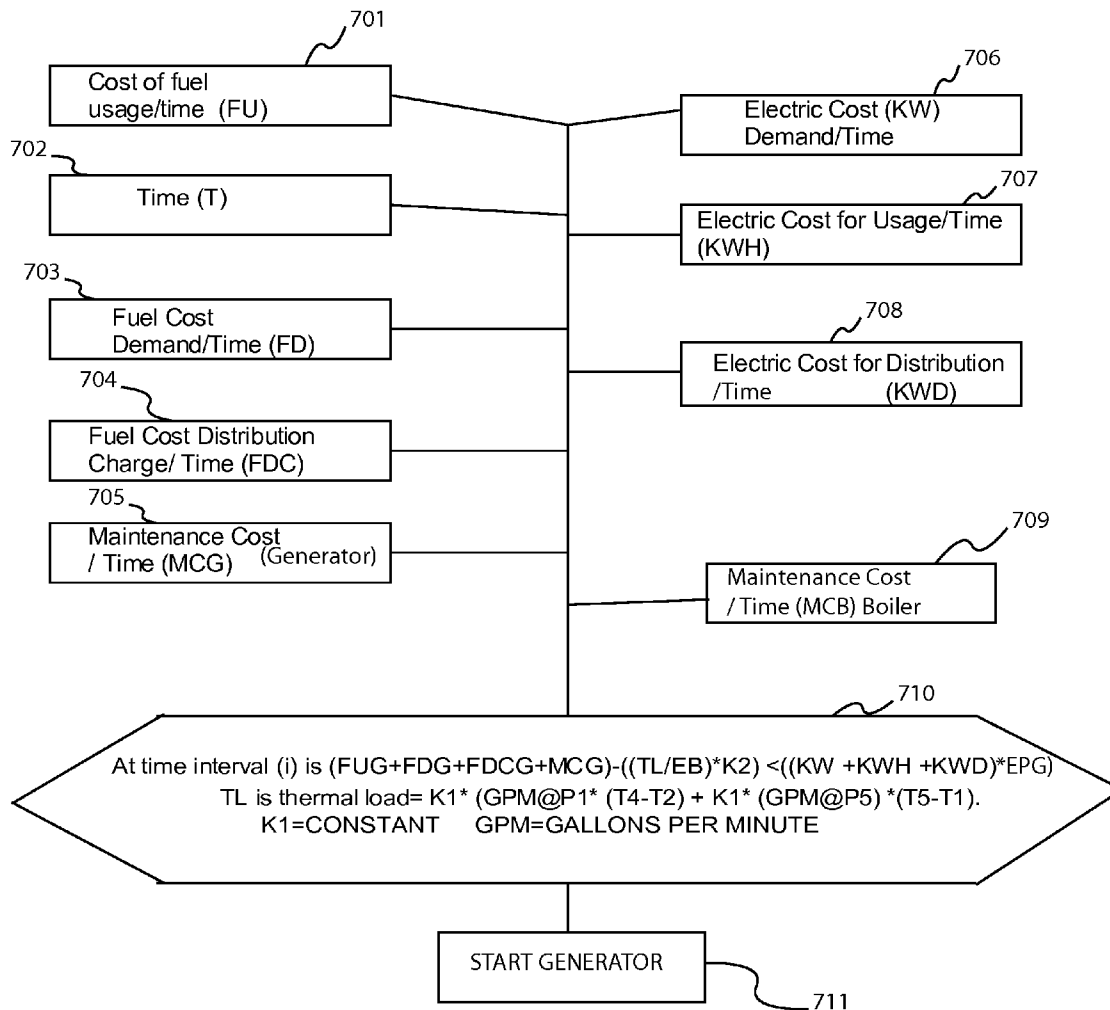 701
Cost of fuel
usage/time (FU)
706
Electric Cost (KW)
Demand/Time
702
Time (T)
707
Electric Cost for Usage/Time
(KWH)
703
Fuel Cost
Demand/Time (FD)
708
Electric Cost for Distribution
/Time (KWD)
704
Fuel Cost Distribution
Charge/ Time (FDC)
705
Maintenance Cost
/ Time (MCG) (Generator)
709
Maintenance Cost
/ Time (MCB) Boiler
710
At time interval (i) is (FUG+FDG+FDCG+MCG)-((TL/EB)*K2) <((KW +KWH +KWD)*EPG)
TL is thermal load= K1* (GPM@P1* (T4-T2) + K1* (GPM@P5) *(T5-T1).
K1=CONSTANT GPM=GALLONS PER MINUTE
START GENERATOR
711